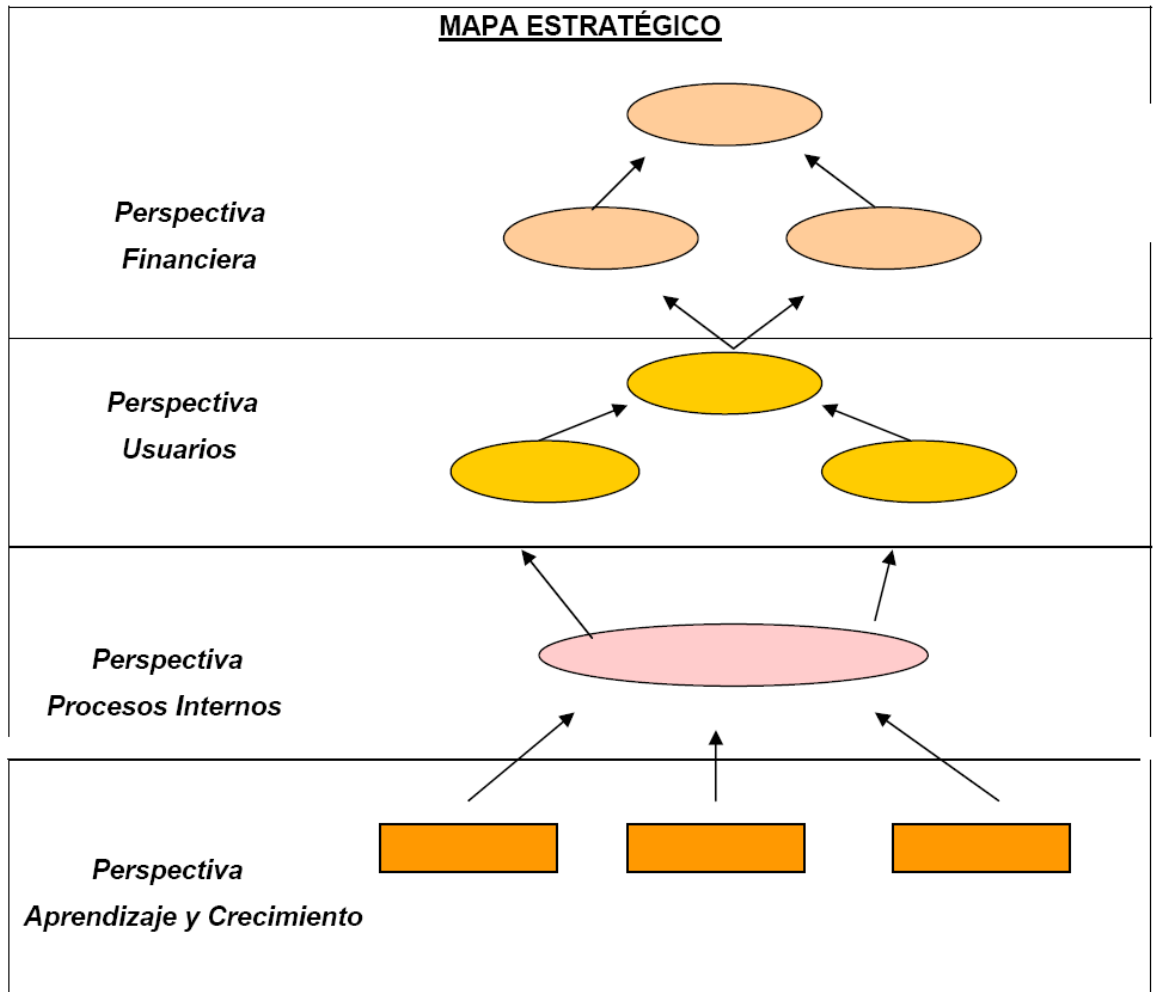 MAPA ESTRATÉGICO
Perspectiva
Financiera
Perspectiva
Usuarios
Perspectiva
Procesos Internos
Perspectiva
Aprendizaje y Crecimiento